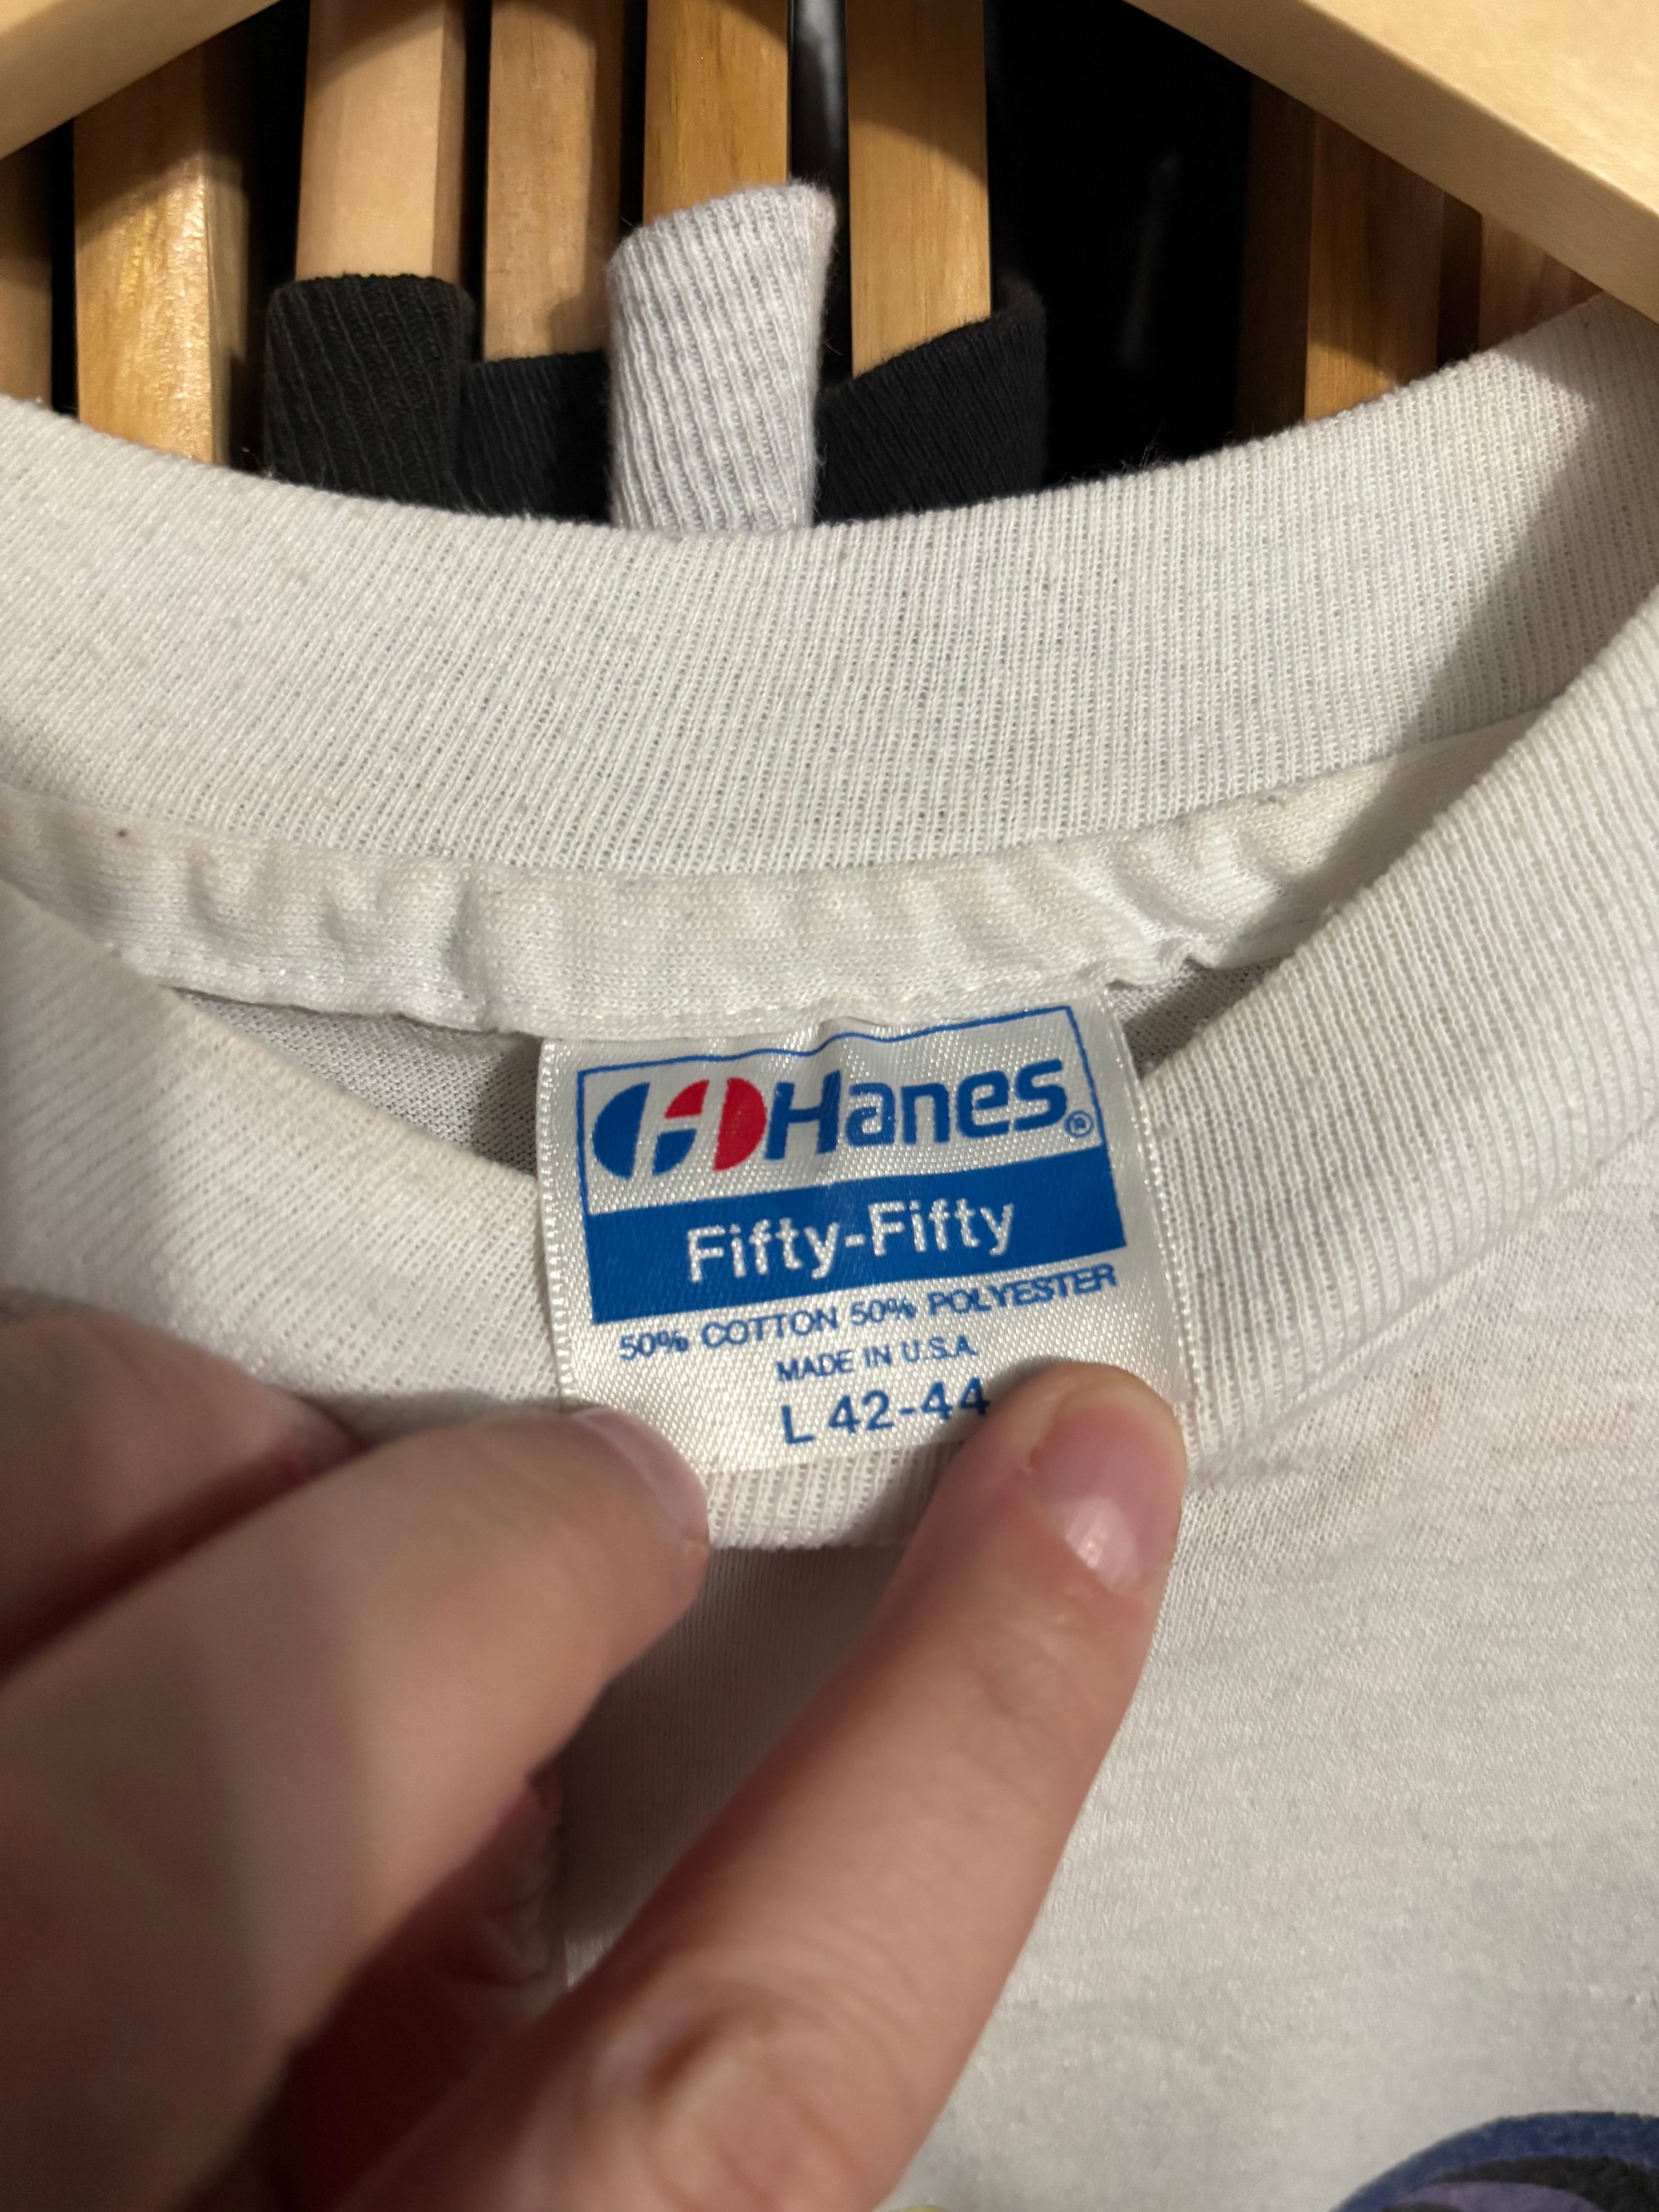 Hanes®
Fifty-Fifty
50% COTTON 50% POLYESTER
MADE IN U.S.A.
L 42-44